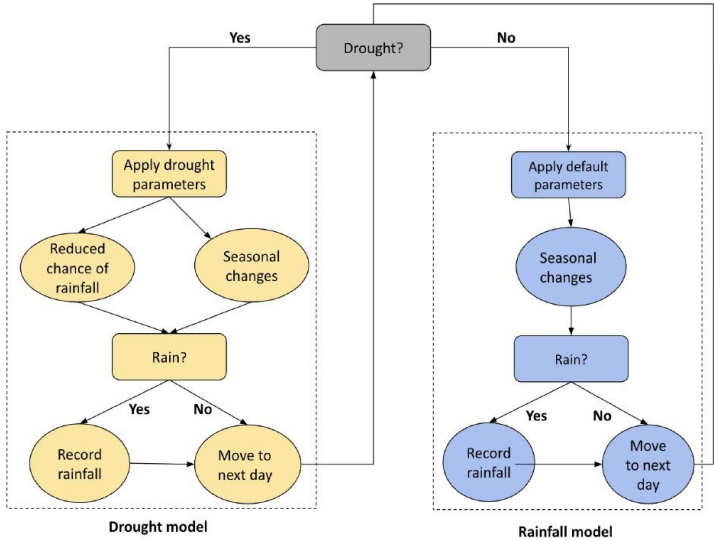 Drought?
Yes
No
Apply drought
parameters
Reduced
chance of
rainfall
Seasonal
changes
Rain?
Yes
No
Record
rainfall
Move to
next day
Drought model
Apply default
parameters
Seasonal
changes
Rain?
Yes
No
Record
rainfall
Move
to next
day
Rainfall model